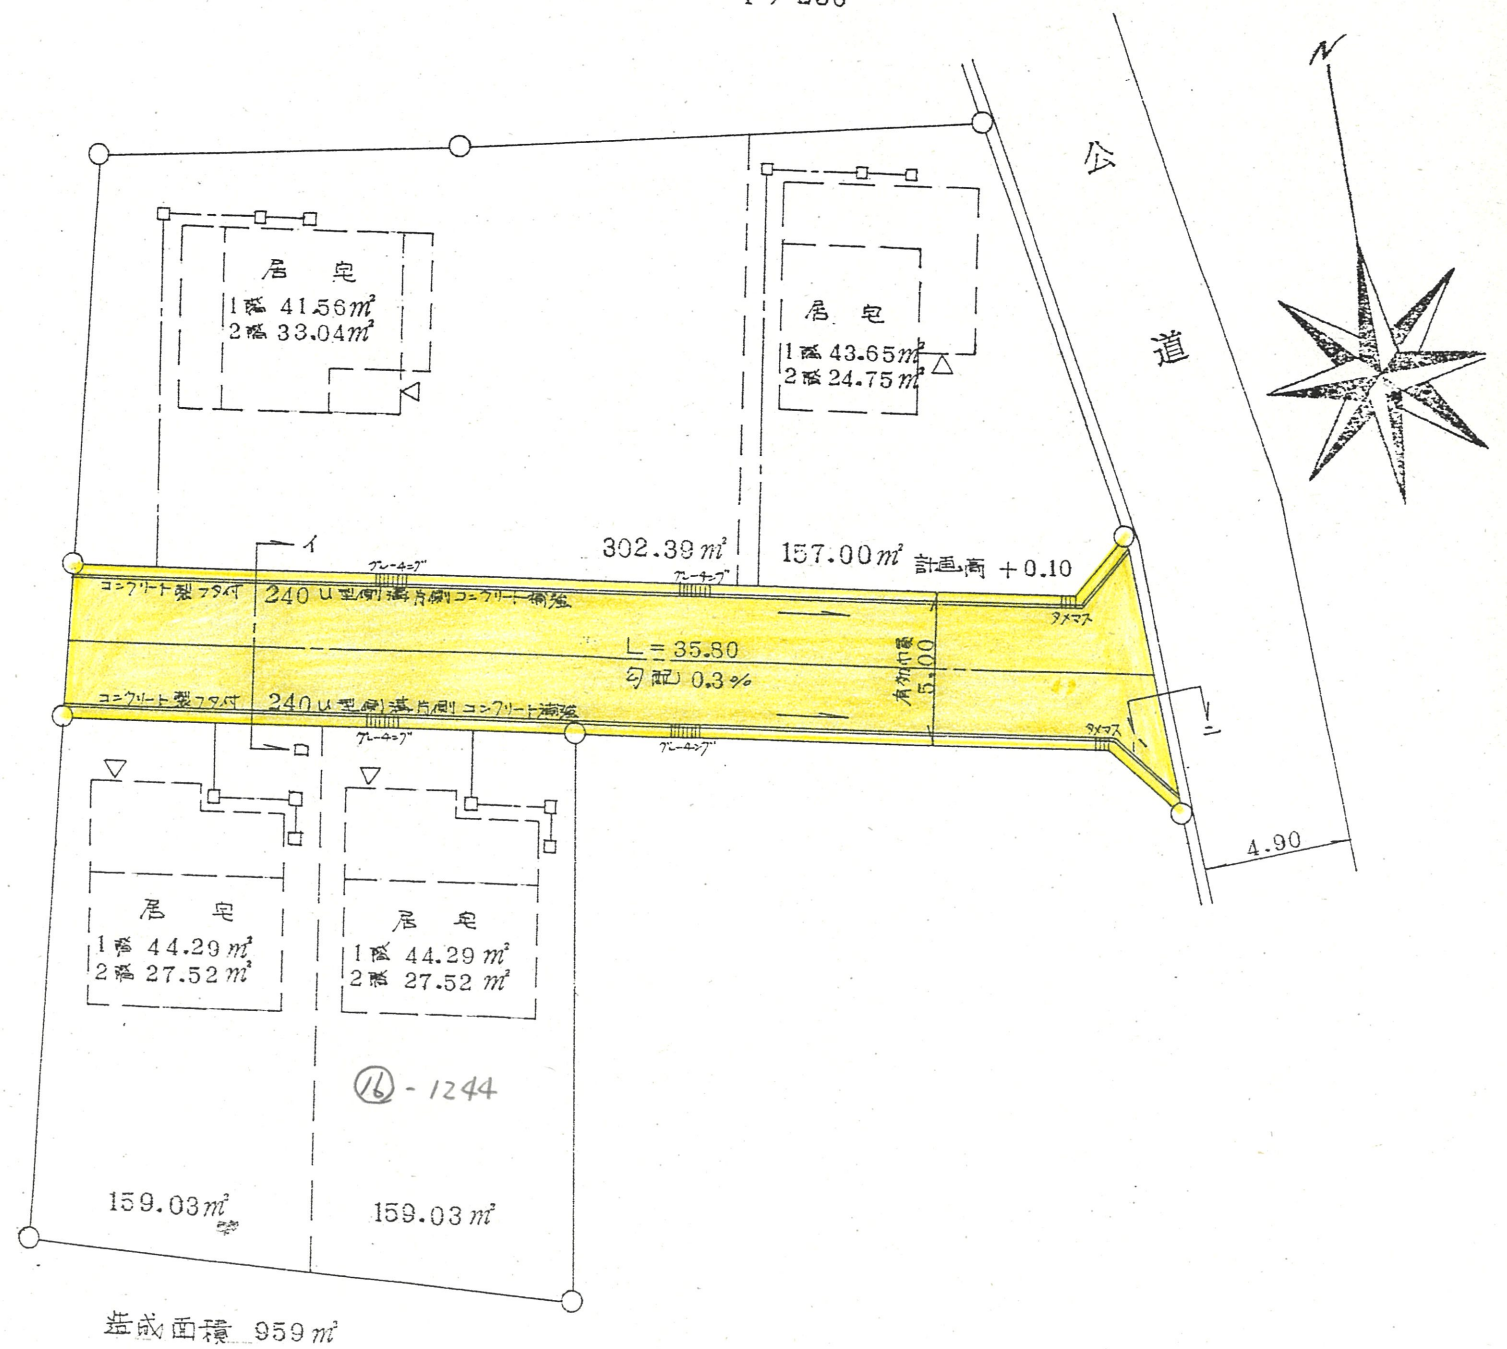 N
公
道
居 宅
1階 41.56㎡
2階 33.04㎡
居 宅
1階 43.65㎡
2階 24.75㎡
イ
302.39㎡
157.00㎡ 計画高 +0.10
グレーチング
グレーチング
コンクリート製フタ付 240 U型側溝片側コンクリート補強
タメマス
L=35.80
勾配 0.3%
有効巾員
5.00
コンクリート製フタ付 240 U型側溝片側コンクリート補強
グレーチング
グレーチング
タメマス
ロ
ハ
ニ
4.90
居 宅
1階 44.29㎡
2階 27.52㎡
居 宅
1階 44.29㎡
2階 27.52㎡
⑯-1244
159.03㎡
159.03㎡
造成面積 959㎡